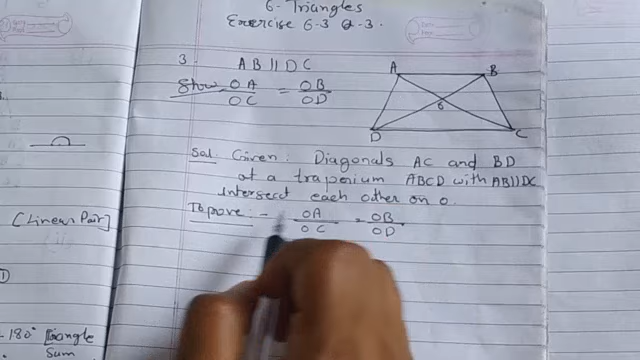 6- Triangles
Exercise 6-3 Q-3.
3 AB||DC
Show OA/OC = OB/OD
A B
O
D C
Sol Given: Diagonals AC and BD
of a trapezium ABCD with AB||DC
intersect each other on O.
To prove :- OA/OC = OB/OD
[Linear Pair]
180° [Triangle
Sum